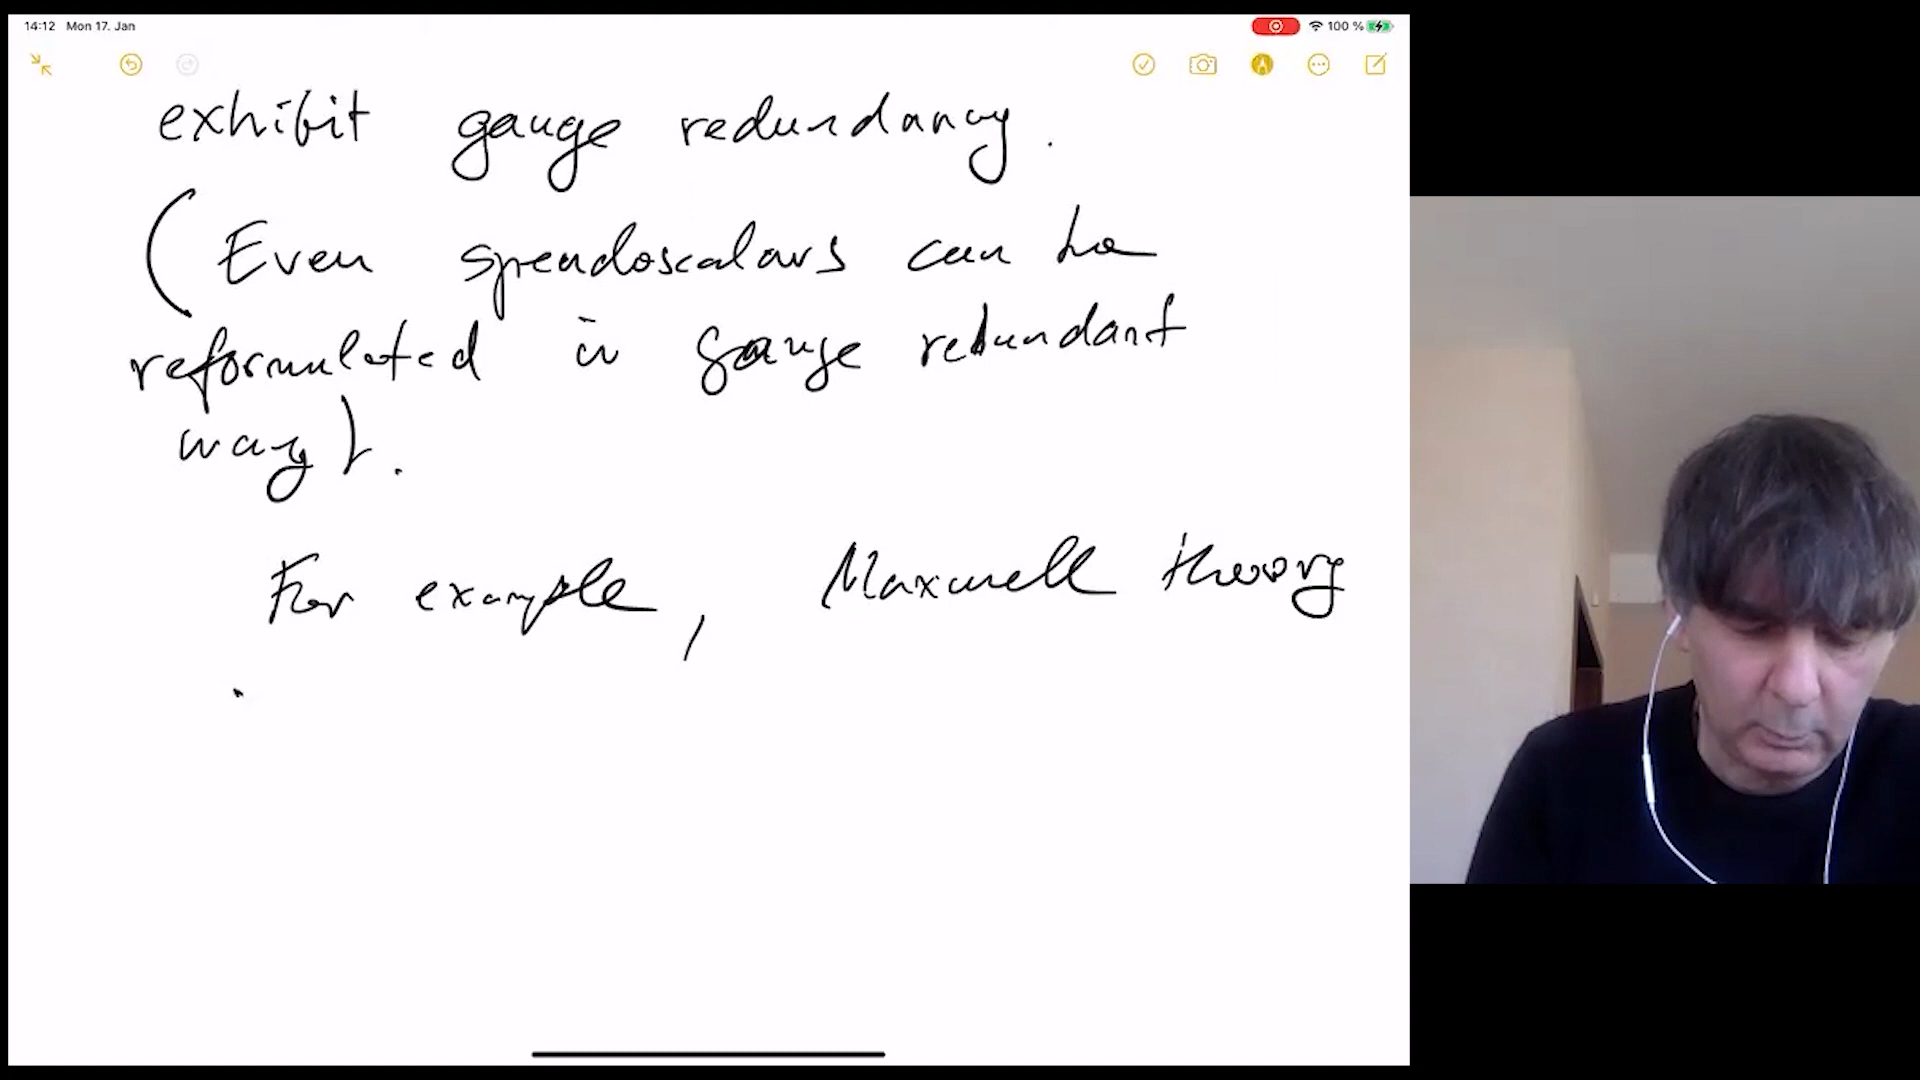 14:12 Mon 17. Jan 100 %
exhibit gauge redundancy.
(Even speudoscalars can be
reformulated in gauge redundant
way).
For example, Maxwell theory